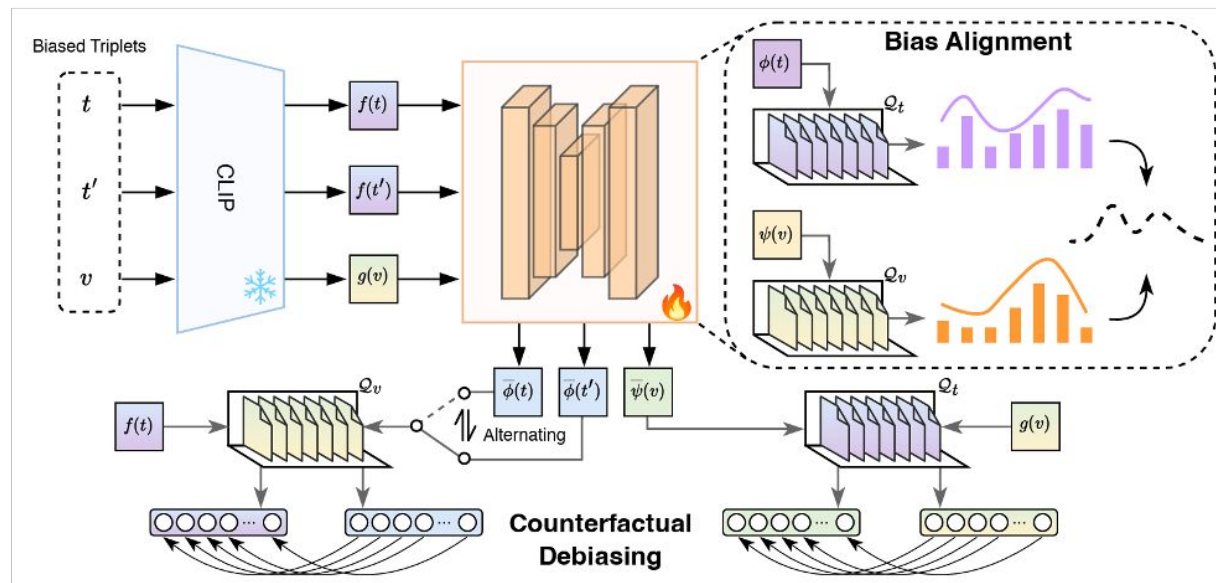 Biased Triplets
t
t′
v
CLIP
f(t)
f(t′)
g(v)
Bias Alignment
ϕ(t)
𝒬t
ψ(v)
𝒬v
ϕ̅(t)
ϕ̅(t′)
ψ̅(v)
Alternating
f(t)
𝒬v
...
...
Counterfactual
Debiasing
𝒬t
g(v)
...
...